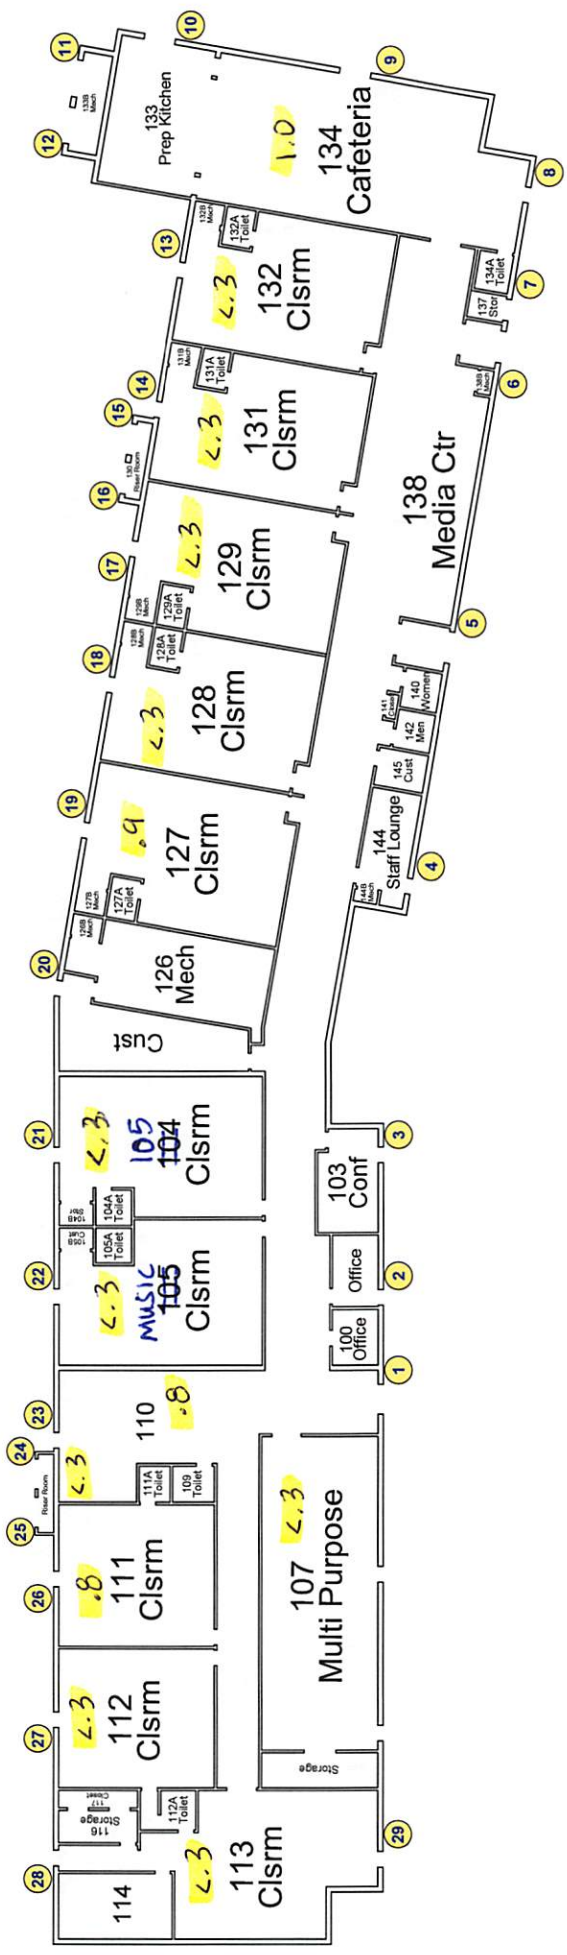 10
11
133B
Mech
12
133
Prep Kitchen
9
1.0
134
Cafeteria
8
13
132B
Mech
132A
Toilet
<.3
132
Clsrm
134A
Toilet
137
Stor
7
14
131B
Mech
131A
Toilet
<.3
131
Clsrm
138B
Mech
6
15
130
Riser Room
16
138
Media Ctr
17
129B
Mech
129A
Toilet
<.3
129
Clsrm
5
18
128B
Mech
128A
Toilet
<.3
128
Clsrm
141
Closet
140
Women
142
Men
145
Cust
19
.9
127
Clsrm
127B
Mech
127A
Toilet
144
Staff Lounge
4
144B
Mech
20
126B
Mech
126
Mech
Cust
21
<.3
105
104
Clsrm
104B
Stor
104A
Toilet
3
103
Conf
22
105B
Cust
105A
Toilet
<.3
MUSIC
105
Clsrm
Office
2
100
Office
1
23
110
.8
24
<.3
Riser Room
111A
Toilet
109
Toilet
25
26
.8
111
Clsrm
<.3
107
Multi Purpose
27
<.3
112
Clsrm
Storage
117
Closet
116
Storage
112A
Toilet
28
114
<.3
113
Clsrm
29